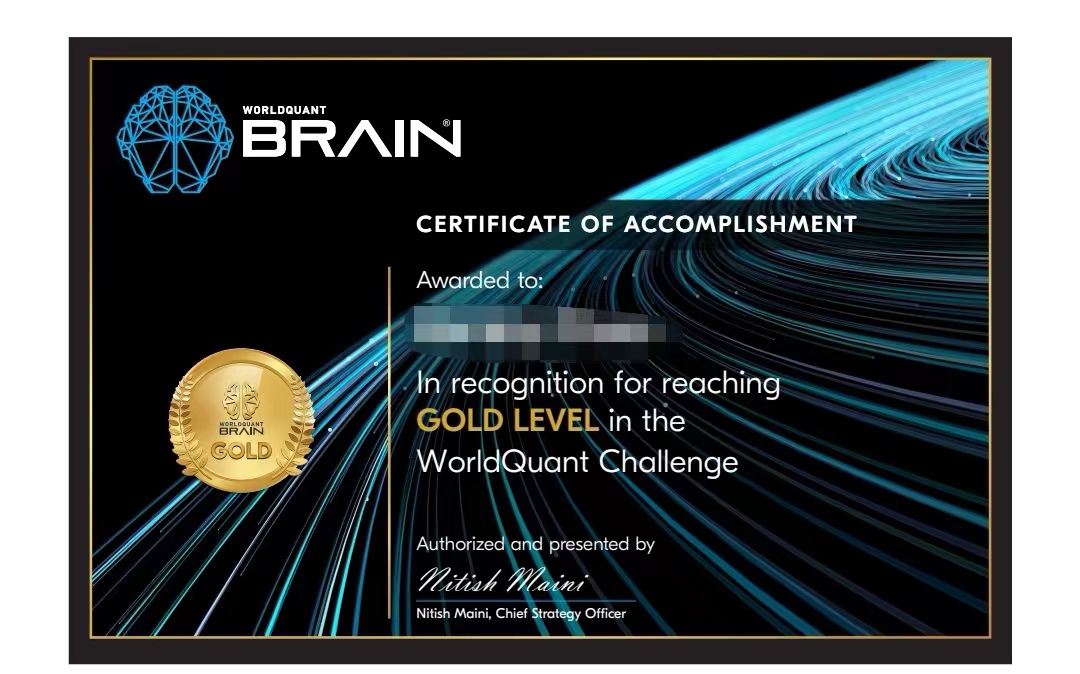 WORLDQUANT
BRAIN®
CERTIFICATE OF ACCOMPLISHMENT
Awarded to:
In recognition for reaching
GOLD LEVEL in the
WorldQuant Challenge
WORLDQUANT
BRAIN
GOLD
Authorized and presented by
Nitish Maini
Nitish Maini, Chief Strategy Officer